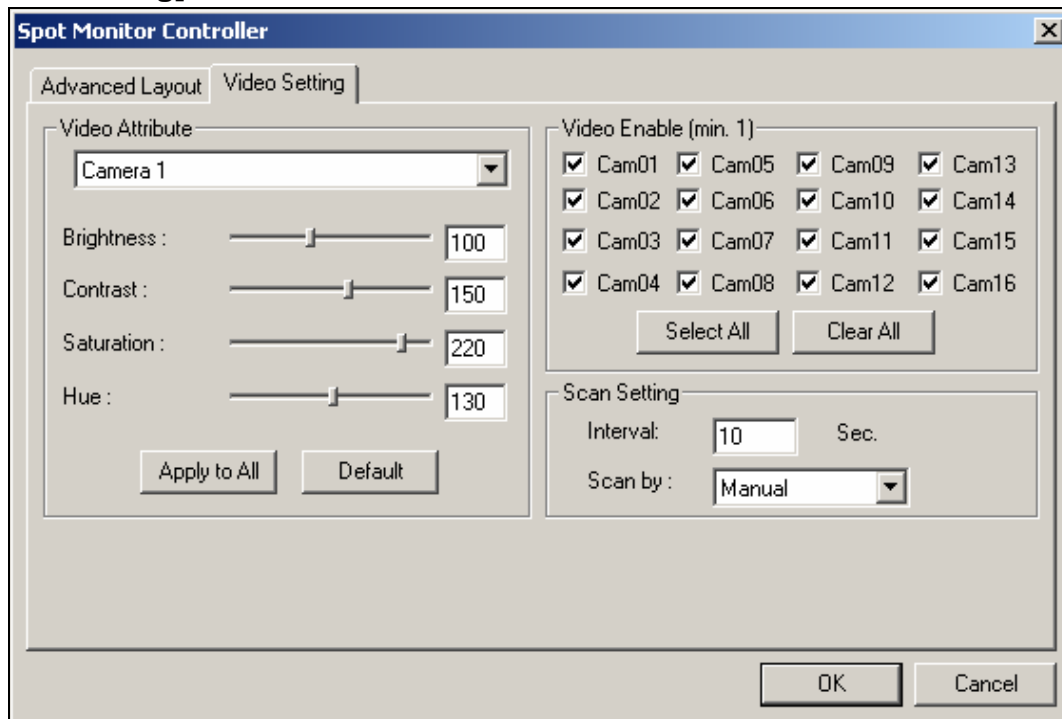 Spot Monitor Controller
Advanced Layout Video Setting
Video Attribute
Camera 1
Brightness : 100
Contrast : 150
Saturation : 220
Hue : 130
Apply to All Default
Video Enable (min. 1)
Cam01 Cam05 Cam09 Cam13
Cam02 Cam06 Cam10 Cam14
Cam03 Cam07 Cam11 Cam15
Cam04 Cam08 Cam12 Cam16
Select All Clear All
Scan Setting
Interval: 10 Sec.
Scan by : Manual
OK Cancel